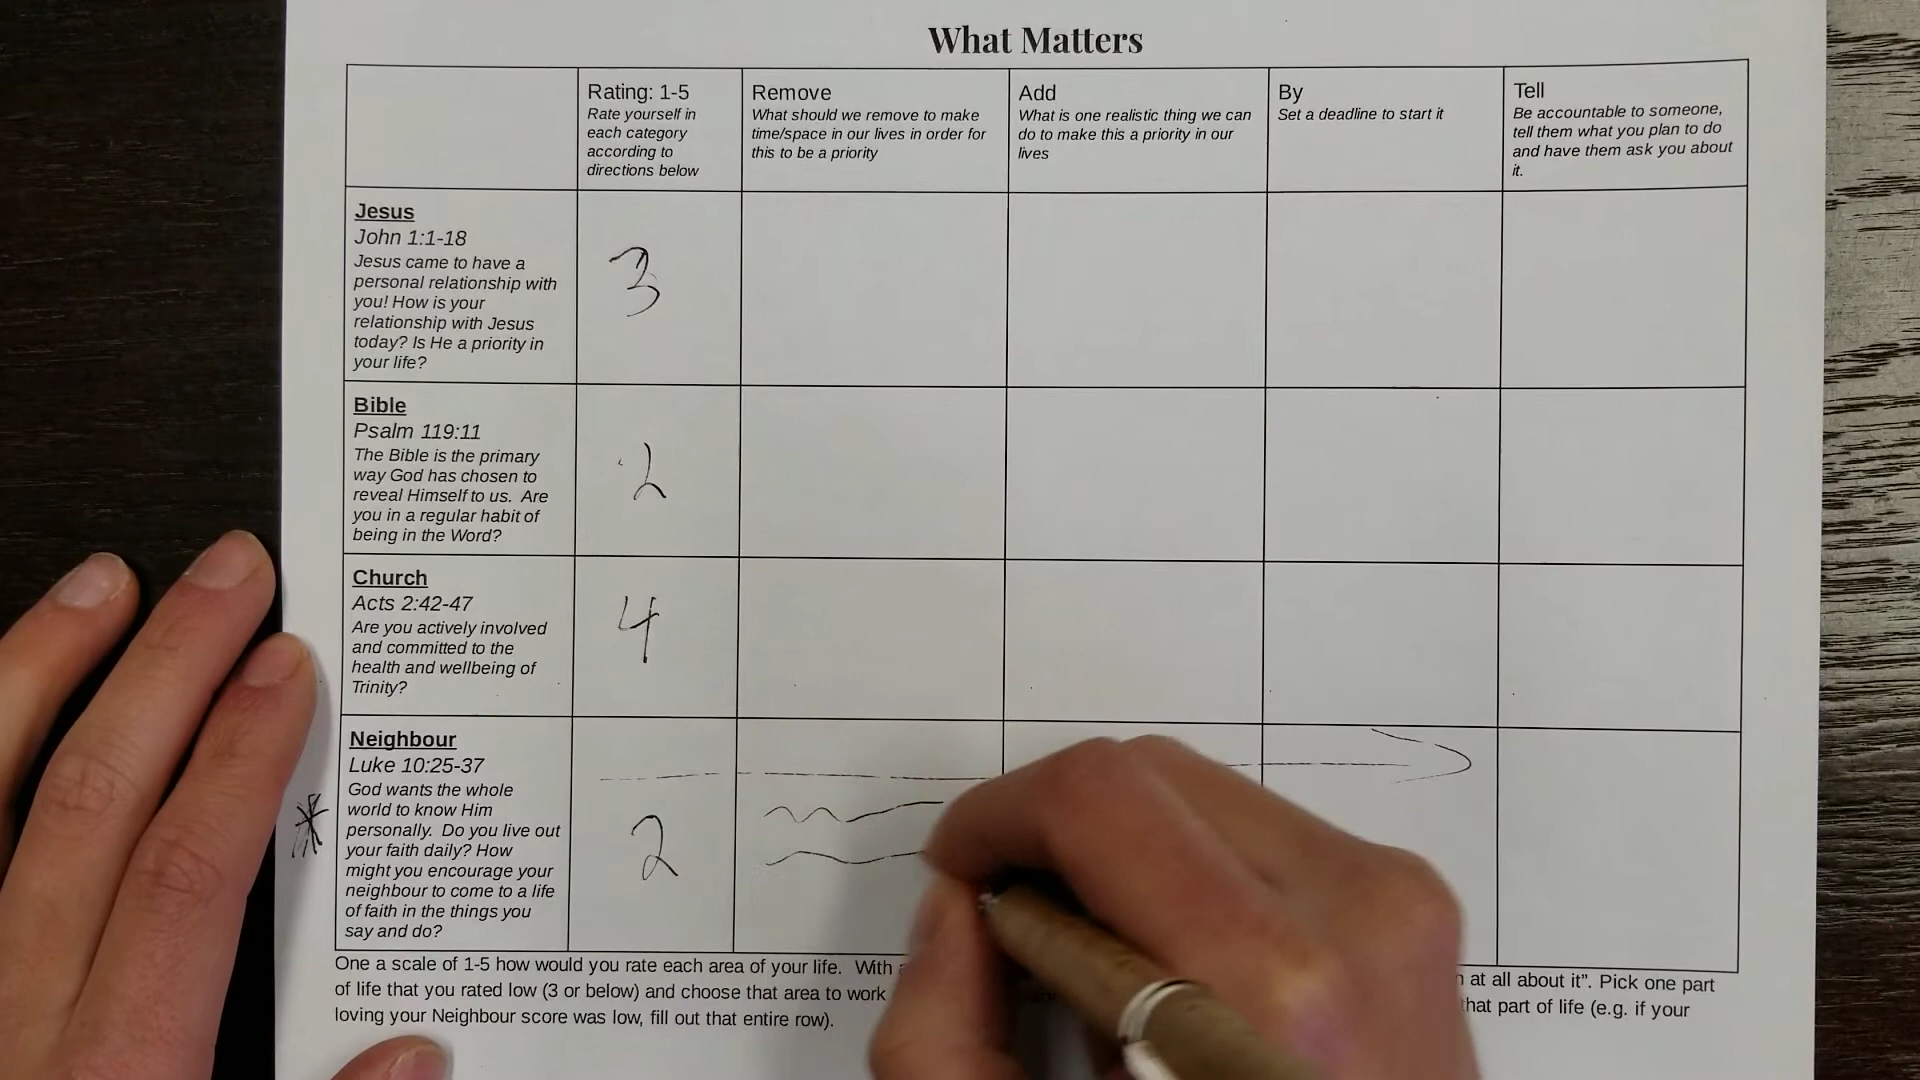 What Matters
Rating: 1-5
Rate yourself in
each category
according to
directions below
Remove
What should we remove to make
time/space in our lives in order for
this to be a priority
Add
What is one realistic thing we can
do to make this a priority in our
lives
By
Set a deadline to start it
Tell
Be accountable to someone,
tell them what you plan to do
and have them ask you about
it.
Jesus
John 1:1-18
Jesus came to have a
personal relationship with
you! How is your
relationship with Jesus
today? Is He a priority in
your life?
3
Bible
Psalm 119:11
The Bible is the primary
way God has chosen to
reveal Himself to us. Are
you in a regular habit of
being in the Word?
2
Church
Acts 2:42-47
Are you actively involved
and committed to the
health and wellbeing of
Trinity?
4
Neighbour
Luke 10:25-37
God wants the whole
world to know Him
personally. Do you live out
your faith daily? How
might you encourage your
neighbour to come to a life
of faith in the things you
say and do?
2
One a scale of 1-5 how would you rate each area of your life. With at all about it”. Pick one part
of life that you rated low (3 or below) and choose that area to work that part of life (e.g. if your
loving your Neighbour score was low, fill out that entire row).